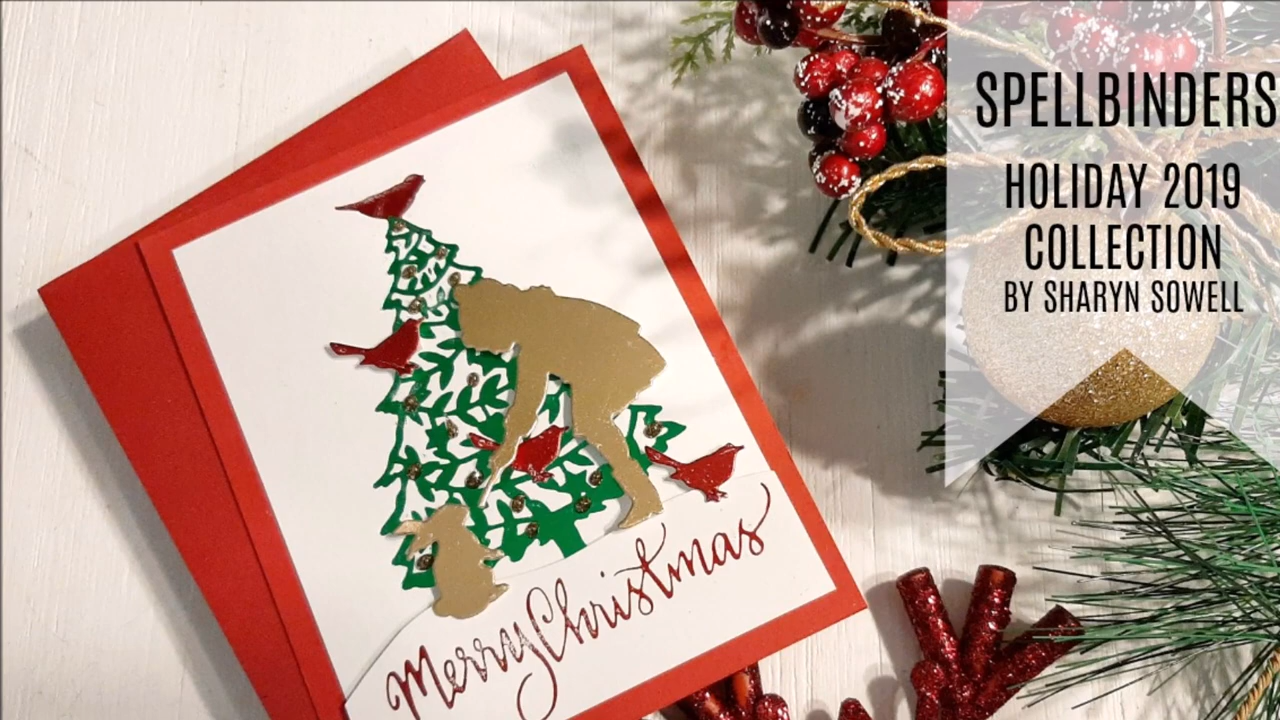 SPELLBINDERS
HOLIDAY 2019
COLLECTION
BY SHARYN SOWELL
Merry Christmas